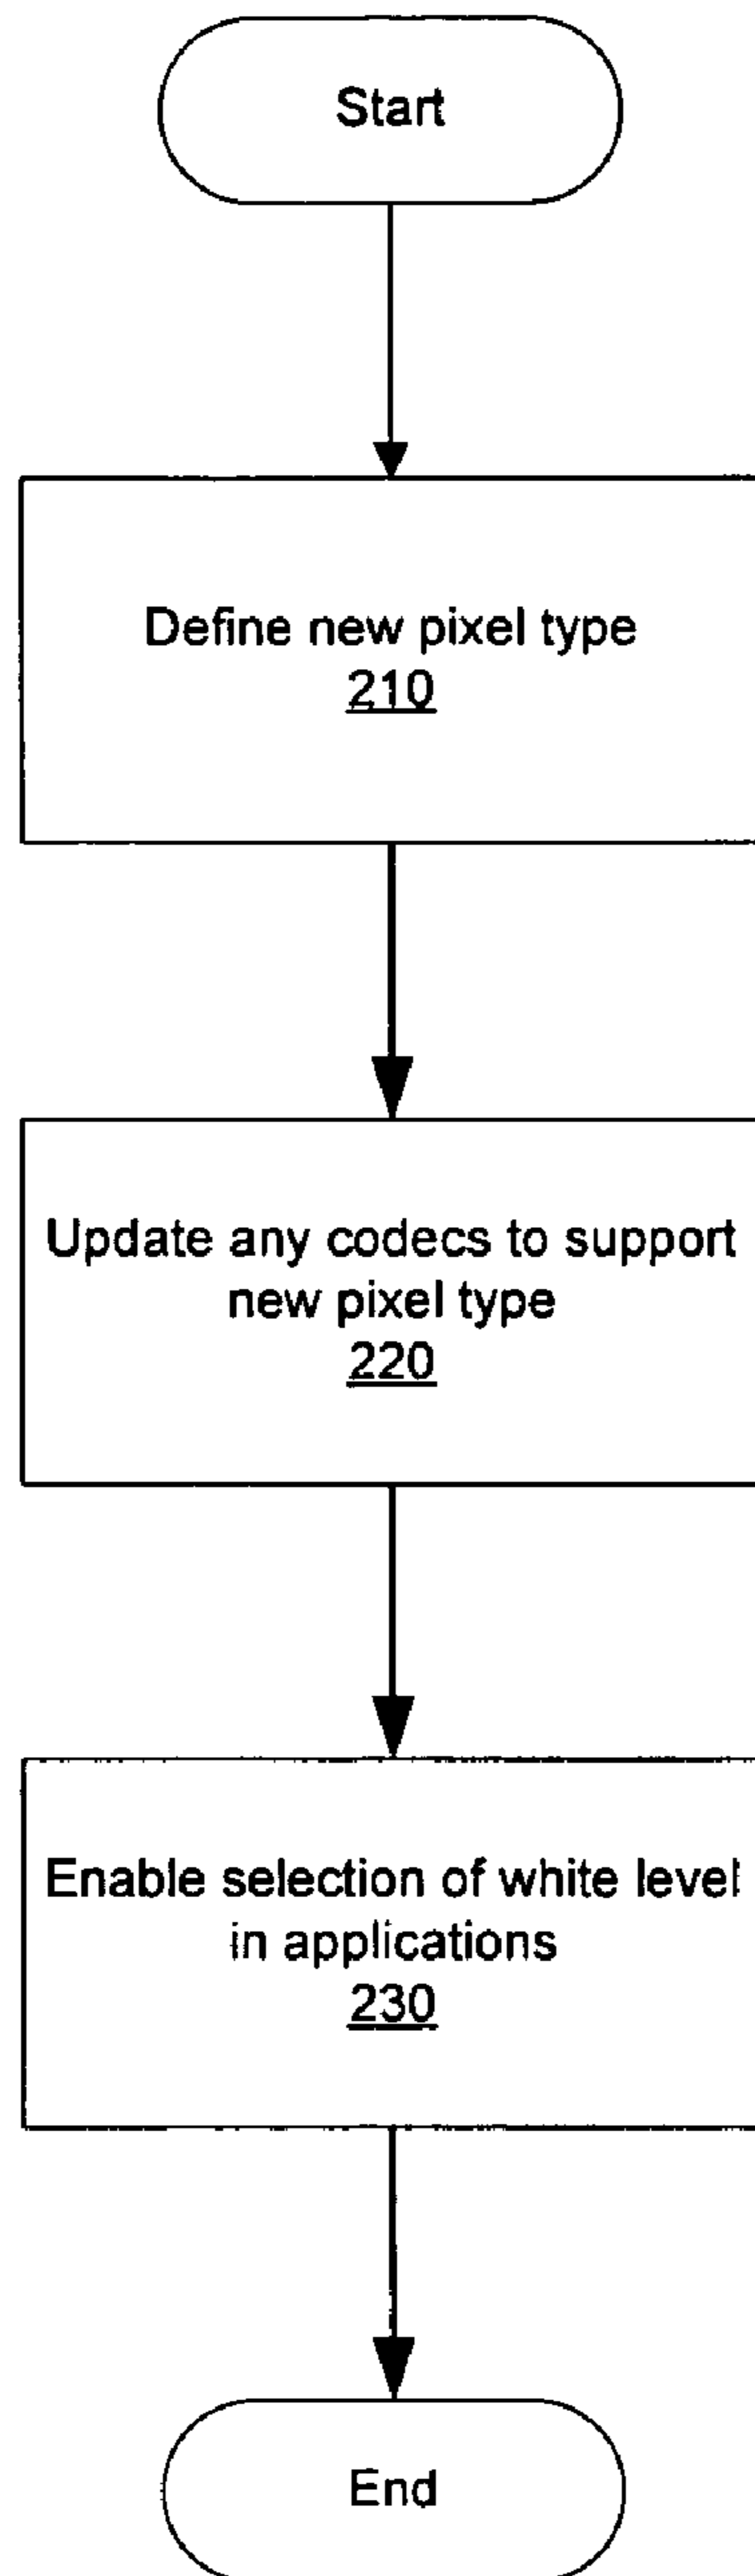 Start
Define new pixel type
210
Update any codecs to support
new pixel type
220
Enable selection of white level
in applications
230
End